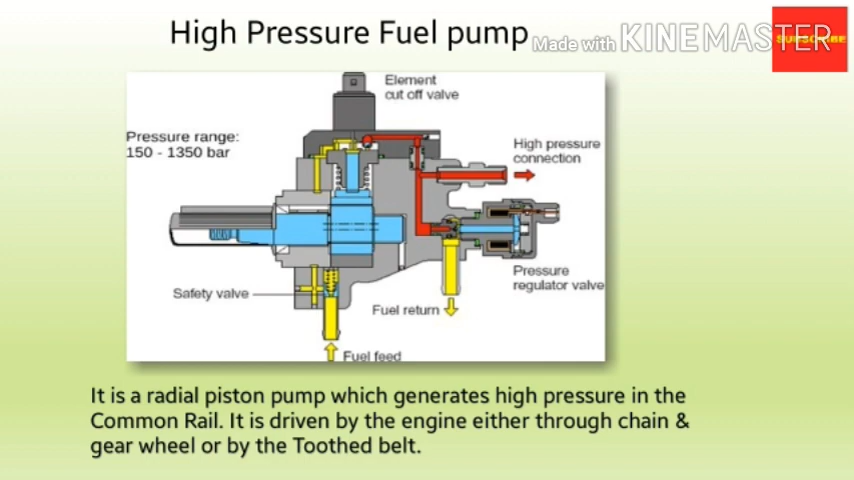 High Pressure Fuel pump
Made with KINEMASTER
SUBSCRIBE
Element
cut off valve
Pressure range:
150 - 1350 bar
High pressure
connection
Pressure
regulator valve
Safety valve
Fuel return
Fuel feed
It is a radial piston pump which generates high pressure in the
Common Rail. It is driven by the engine either through chain &
gear wheel or by the Toothed belt.